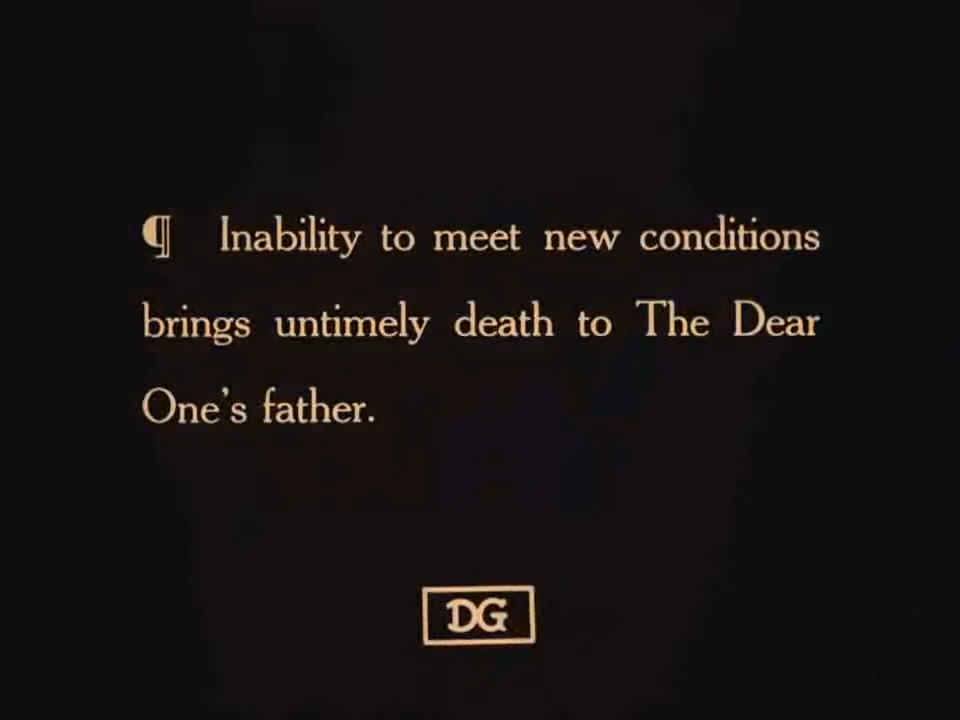 ¶ Inability to meet new conditions
brings untimely death to The Dear
One's father.
DG